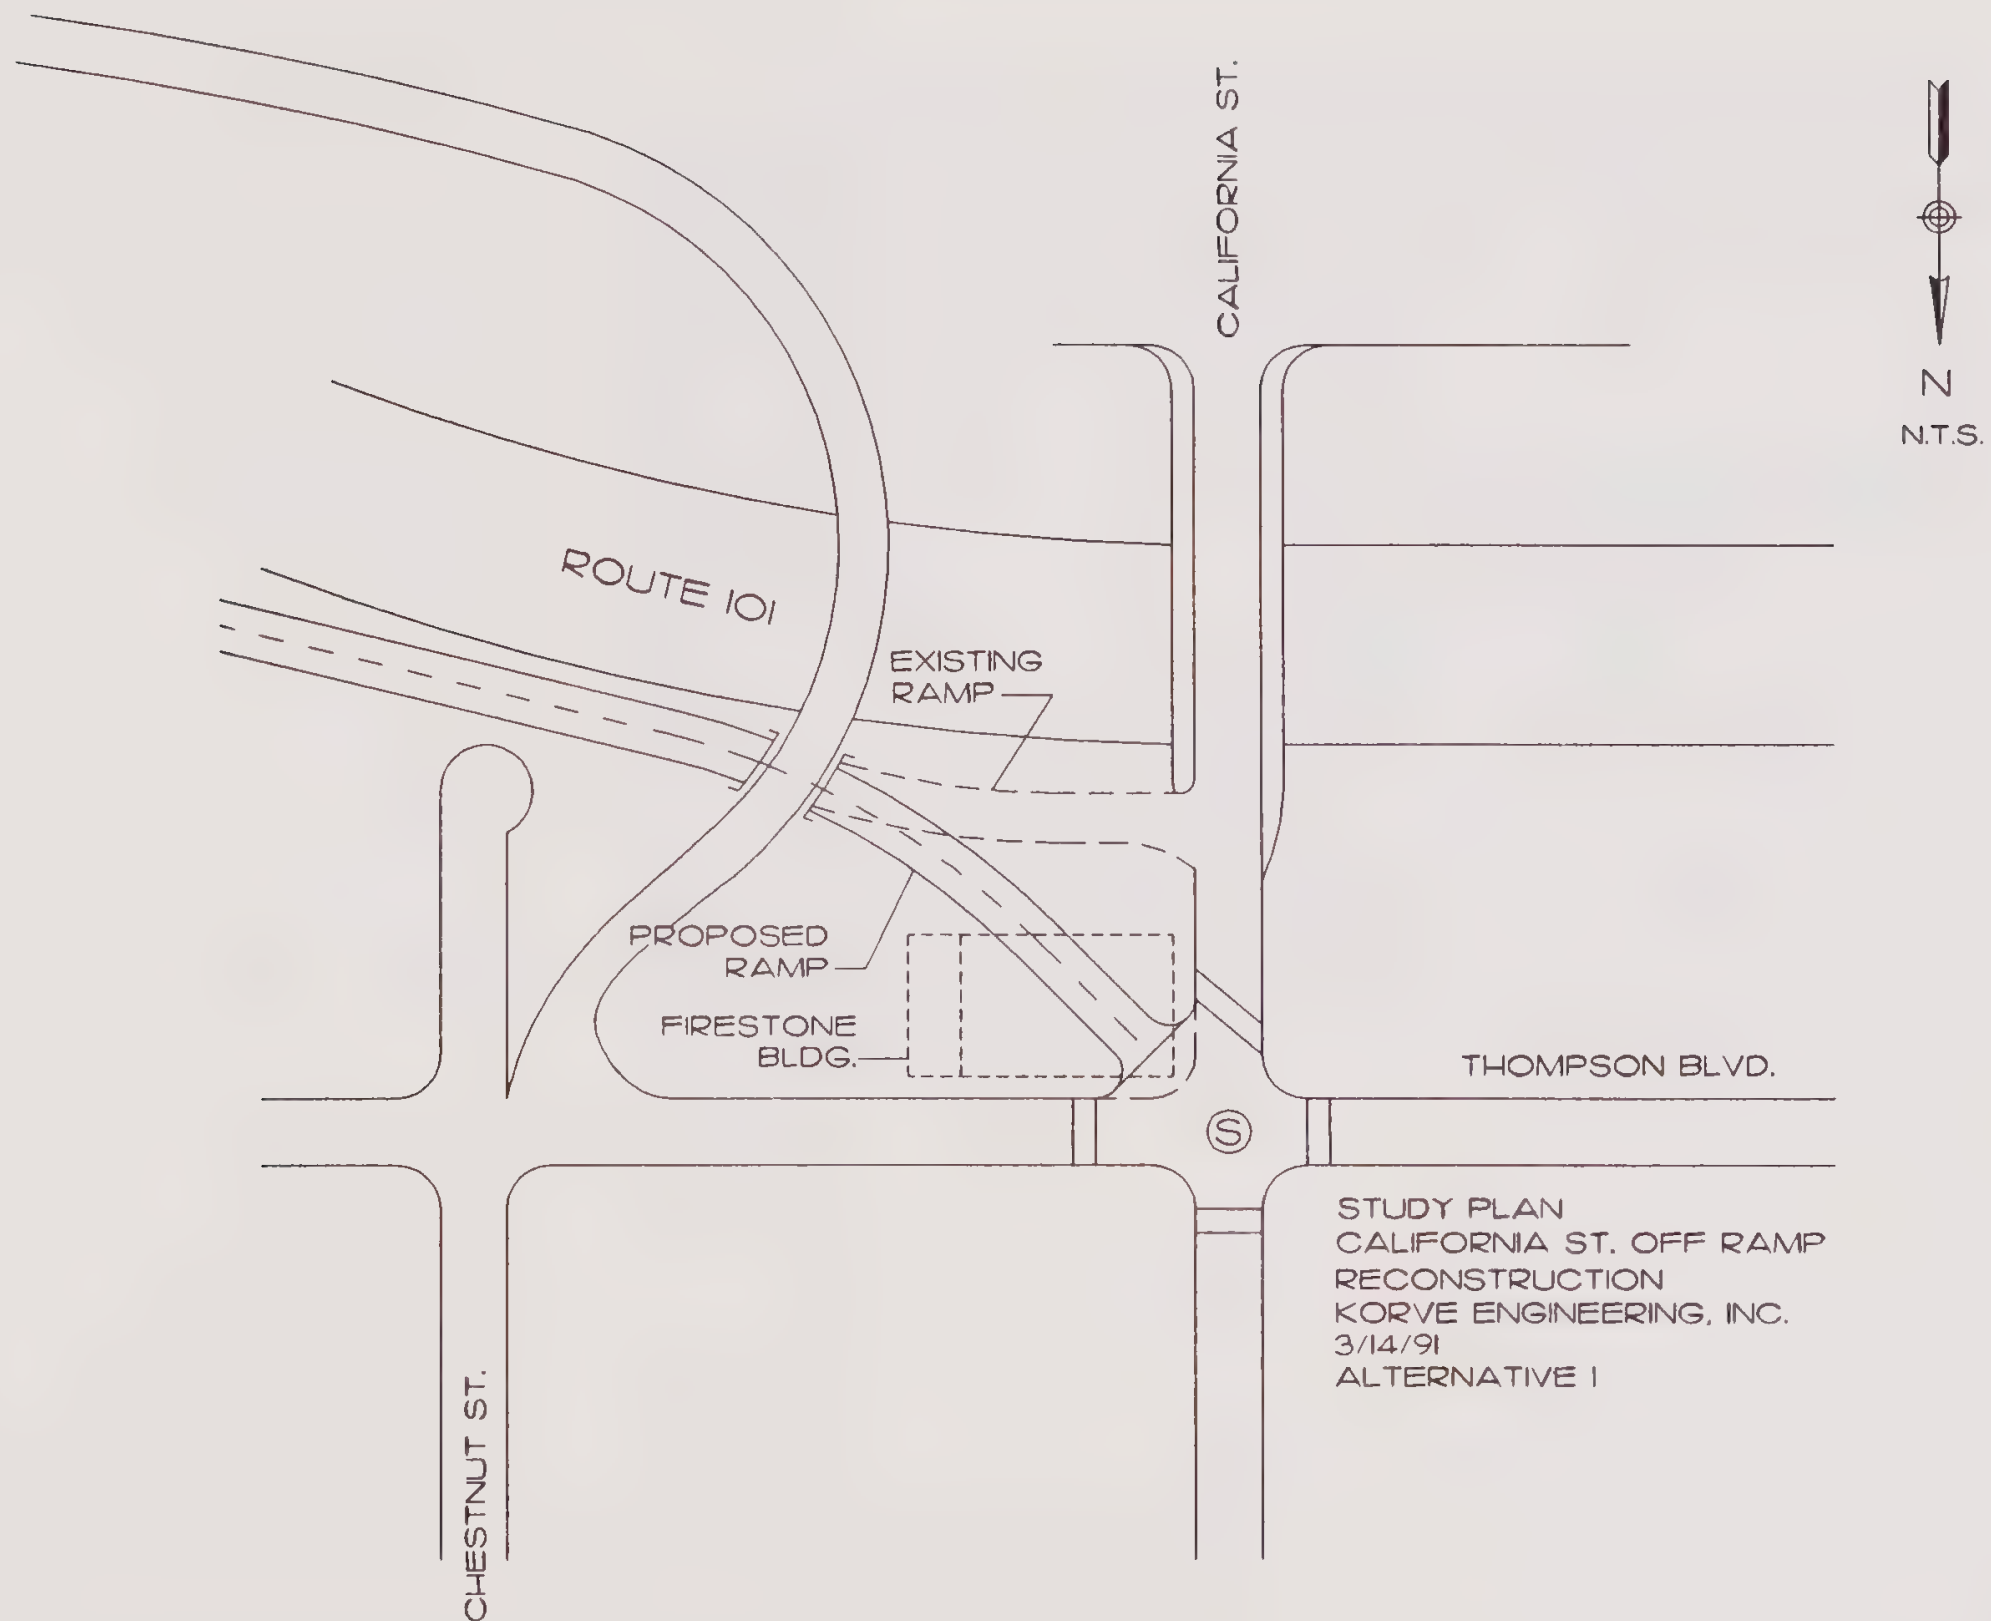 CALIFORNIA ST.
N
N.T.S.
ROUTE 101
EXISTING
RAMP
PROPOSED
RAMP
FIRESTONE
BLDG.
THOMPSON BLVD.
S
STUDY PLAN
CALIFORNIA ST. OFF RAMP
RECONSTRUCTION
KORVE ENGINEERING, INC.
3/14/91
ALTERNATIVE 1
CHESTNUT ST.